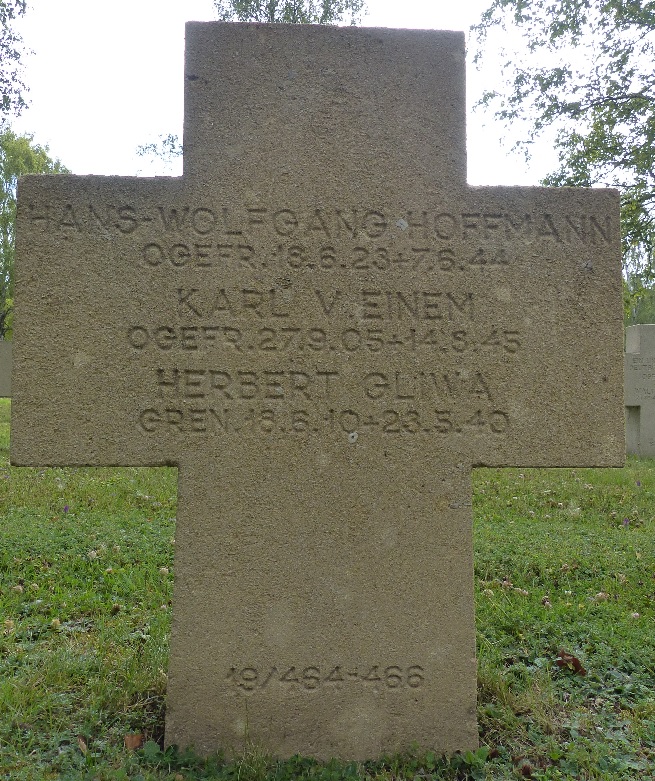 HANS-WOLFGANG HOFFMANN
OGEFR. 18.6.23+7.6.44
KARL V. EINEM
OGEFR. 27.9.05+14.8.45
HERBERT GLIWA
GREN. 18.6.10+23.5.40
19/464-466